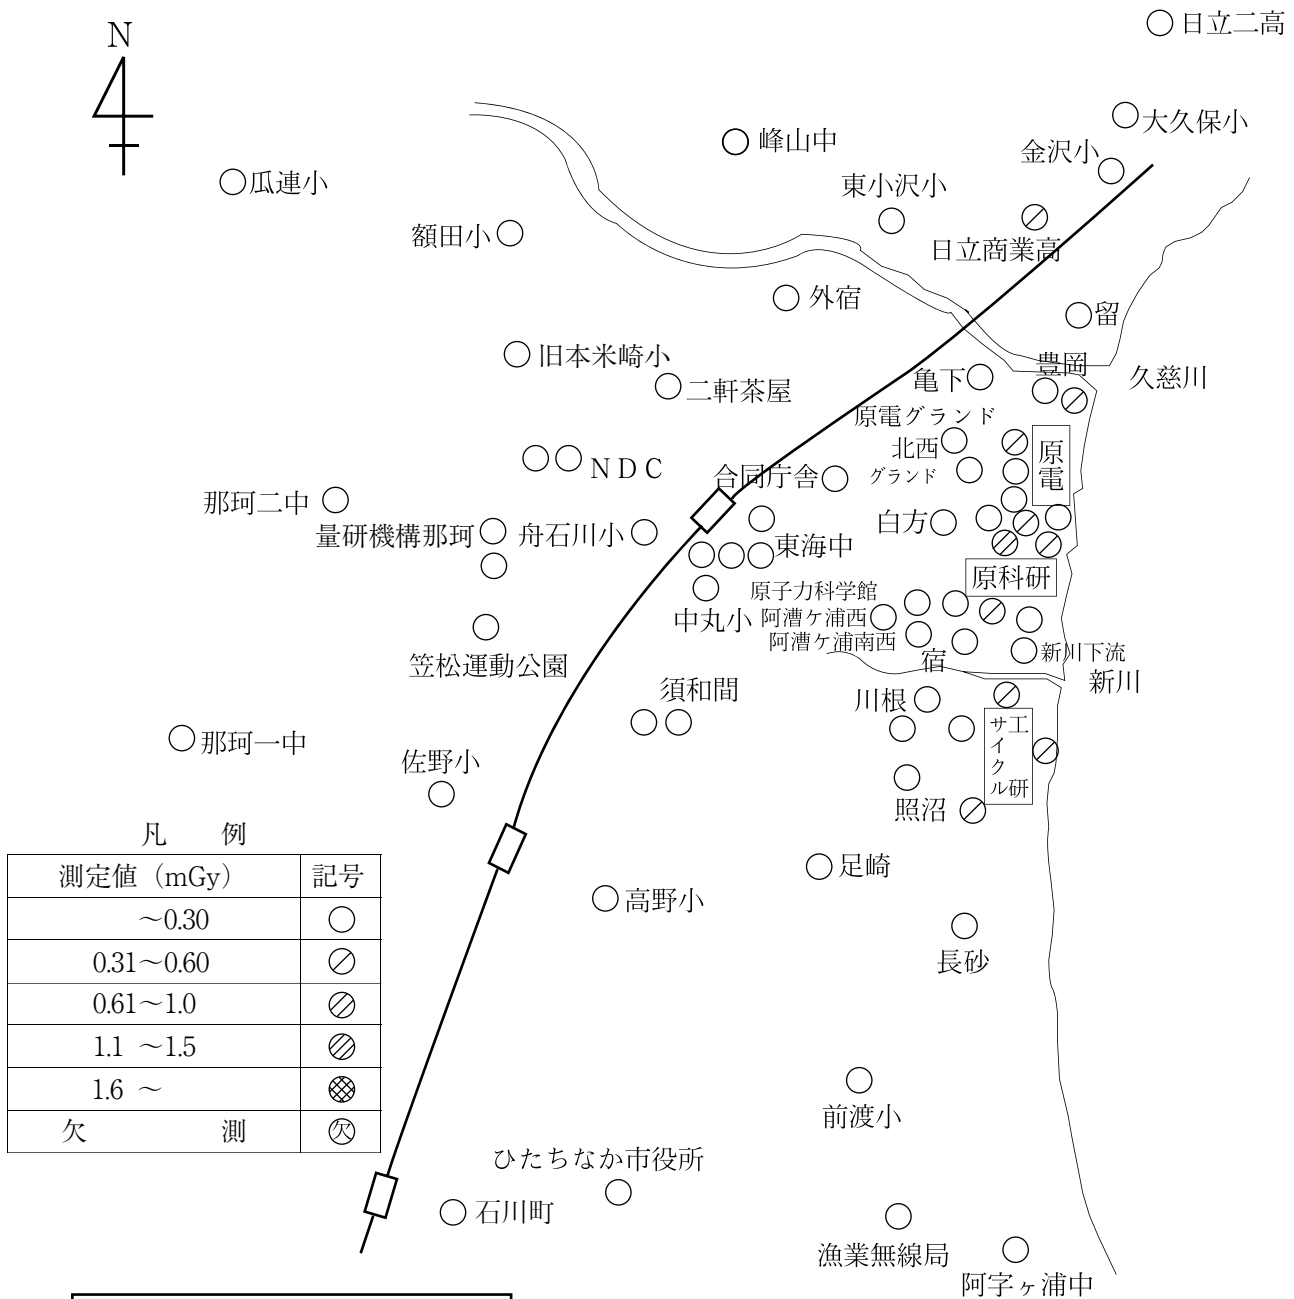 日立二高
N
大久保小
峰山中
金沢小
瓜連小
東小沢小
額田小
日立商業高
外宿
留
旧本米崎小
豊岡
亀下
久慈川
二軒茶屋
原電グランド
北西
グランド
原電
NDC
合同庁舎
那珂二中
白方
量研機構那珂
舟石川小
東海中
原科研
原子力科学館
中丸小
阿漕ケ浦西
阿漕ケ浦南西
宿
新川下流
笠松運動公園
新川
須和間
川根
サイクル工研
那珂一中
佐野小
照沼
凡 例
測定値(mGy) 記号
~0.30
0.31~0.60
0.61~1.0
1.1 ~1.5
1.6 ~
欠 測 欠
足崎
高野小
長砂
前渡小
ひたちなか市役所
石川町
漁業無線局
阿字ヶ浦中